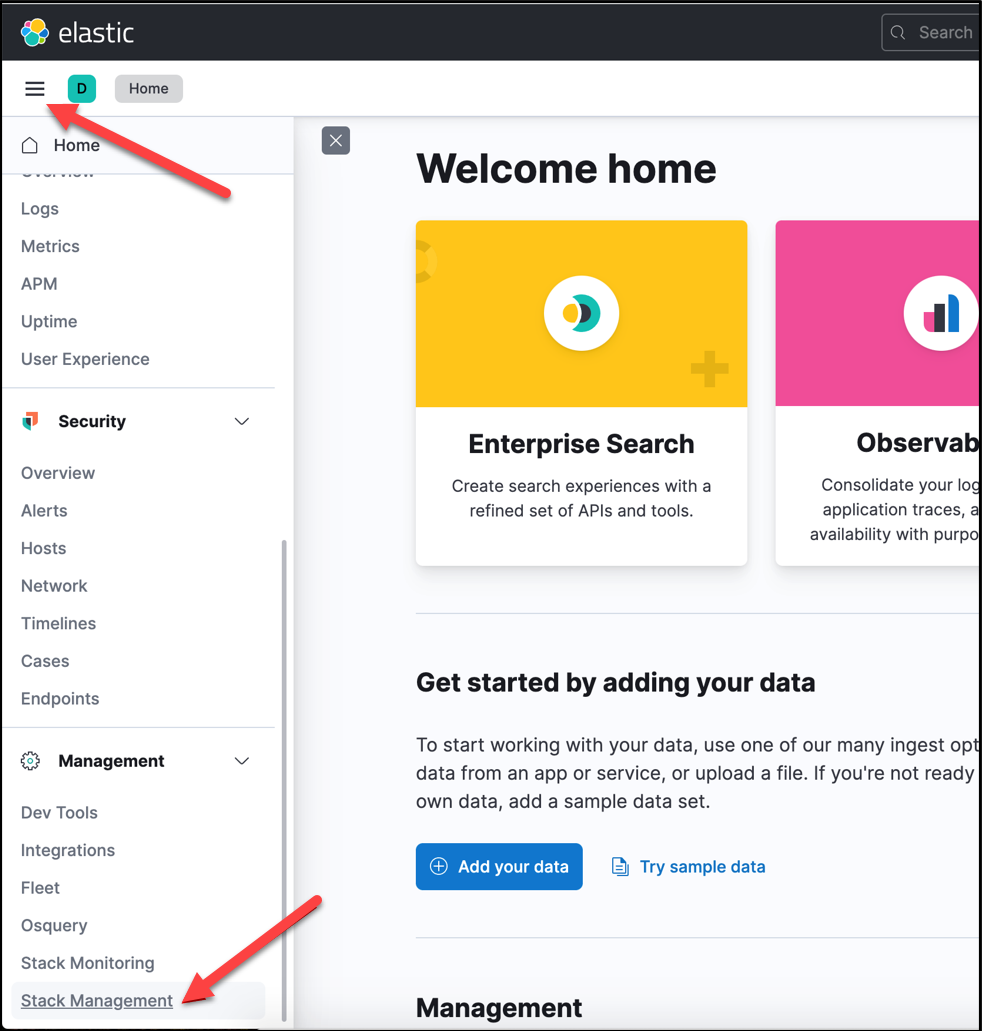 elastic
Search
D
Home
Home
Overview
Logs
Metrics
APM
Uptime
User Experience
Security
Overview
Alerts
Hosts
Network
Timelines
Cases
Endpoints
Management
Dev Tools
Integrations
Fleet
Osquery
Stack Monitoring
Stack Management
Welcome home
Enterprise Search
Create search experiences with a
refined set of APIs and tools.
Observab
Consolidate your log
application traces, a
availability with purpo
Get started by adding your data
To start working with your data, use one of our many ingest opt
data from an app or service, or upload a file. If you're not ready
own data, add a sample data set.
Add your data
Try sample data
Management